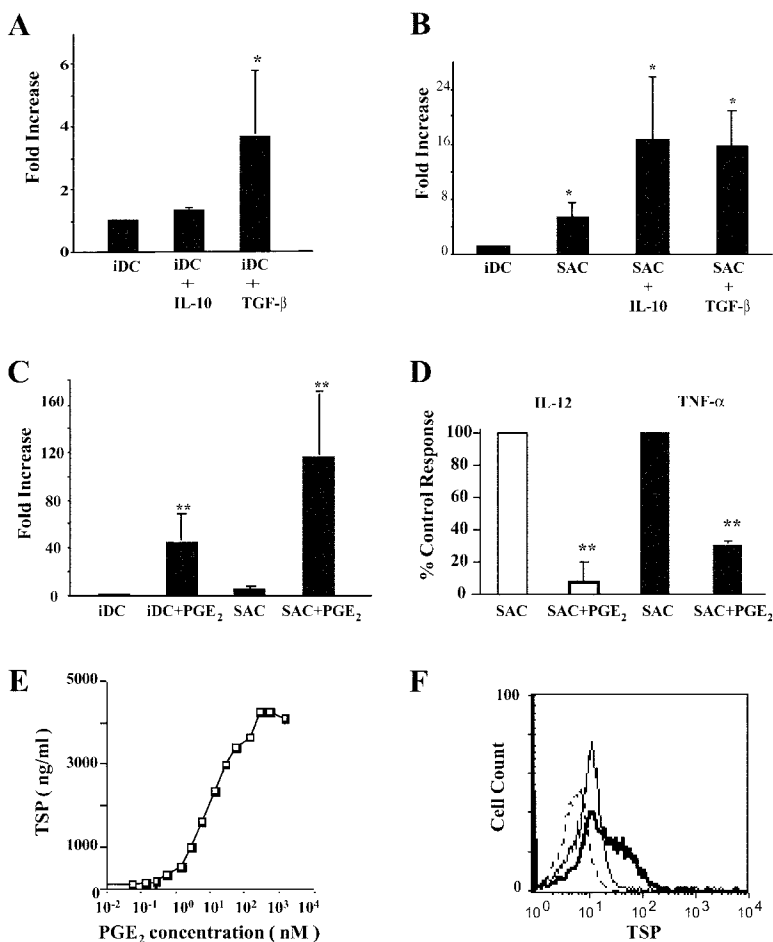 A
Fold Increase
6
4
2
0
iDC
iDC + IL-10
iDC + TGF-β
*
B
Fold Increase
24
16
8
0
iDC
SAC
SAC + IL-10
SAC + TGF-β
*
*
*
C
Fold Increase
160
120
80
40
0
iDC
iDC+PGE₂
SAC
SAC+PGE₂
**
**
D
IL-12
TNF-α
% Control Response
100
80
60
40
20
0
SAC
SAC+PGE₂
SAC
SAC+PGE₂
**
**
E
TSP ( ng/ml )
5000
3000
1000
0
10⁻²
10⁻¹
10⁰
10¹
10²
10³
10⁴
PGE₂ concentration ( nM )
F
Cell Count
100
0
10⁰
10¹
10²
10³
10⁴
TSP